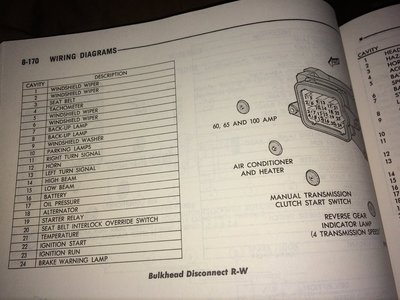 8-170 WIRING DIAGRAMS
CAVITY DESCRIPTION
1 WINDSHIELD WIPER
2 WINDSHIELD WIPER
3 SEAT BELT
4 TACHOMETER
5 WINDSHIELD WIPER
6 WINDSHIELD WIPER
7 BACK-UP LAMP
8 BACK-UP LAMP
9 WINDSHIELD WASHER
10 PARKING LAMPS
11 RIGHT TURN SIGNAL
12 HORN
13 LEFT TURN SIGNAL
14 HIGH BEAM
15 LOW BEAM
16 BATTERY
17 OIL PRESSURE
18 ALTERNATOR
19 STARTER RELAY
20 SEAT BELT INTERLOCK OVERRIDE SWITCH
21 TEMPERATURE
22 IGNITION START
23 IGNITION RUN
24 BRAKE WARNING LAMP
60, 65 AND 100 AMP
AIR CONDITIONER
AND HEATER
MANUAL TRANSMISSION
CLUTCH START SWITCH
REVERSE GEAR
INDICATOR LAMP
(4 TRANSMISSION SPEED
Bulkhead Disconnect R-W
CAVITY HEAD